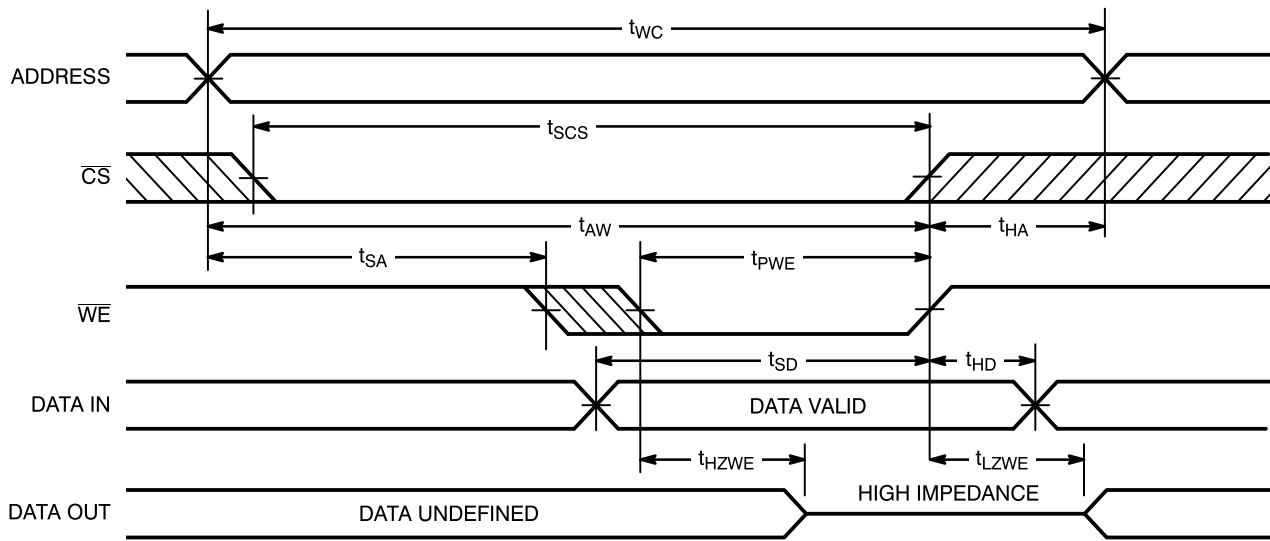 tWC
ADDRESS
tSCS
CS
tAW
tHA
tSA
tPWE
WE
tSD
tHD
DATA IN
DATA VALID
tHZWE
tLZWE
HIGH IMPEDANCE
DATA OUT
DATA UNDEFINED